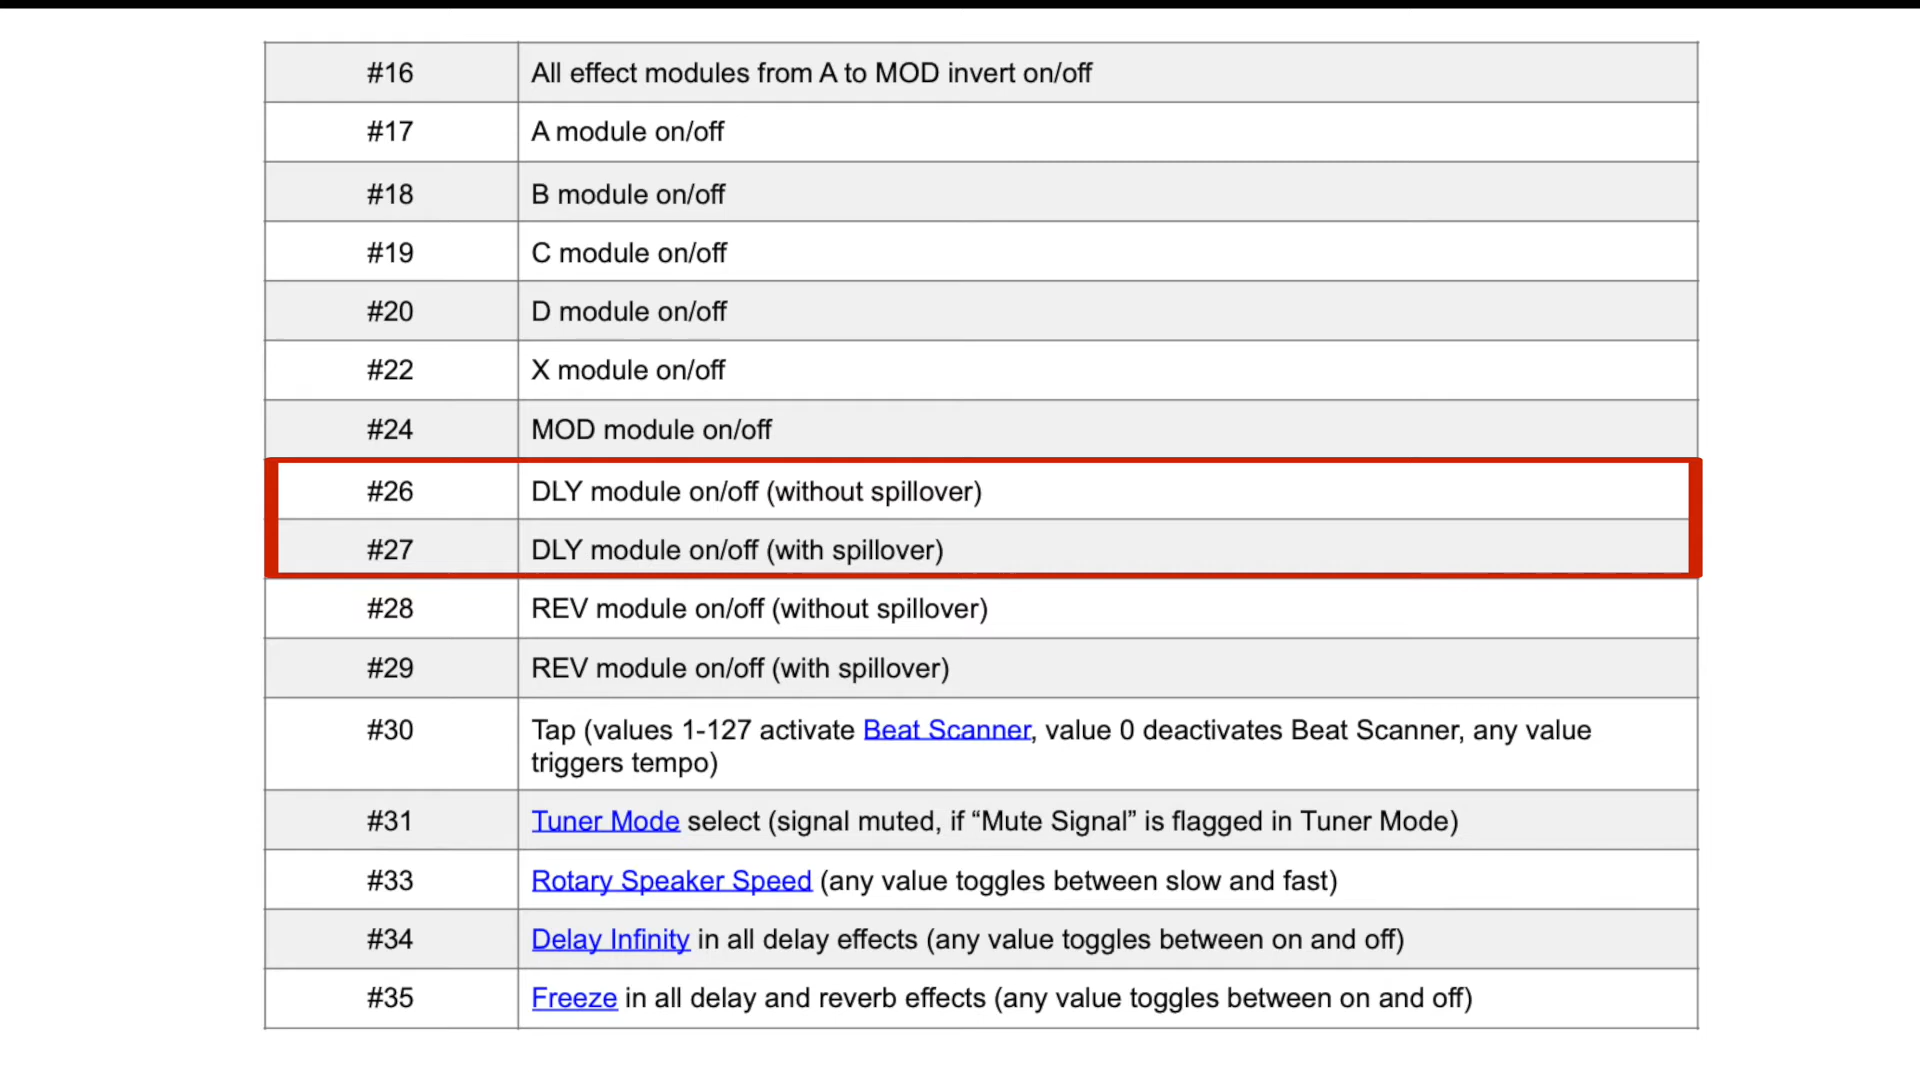 #16 All effect modules from A to MOD invert on/off
#17 A module on/off
#18 B module on/off
#19 C module on/off
#20 D module on/off
#22 X module on/off
#24 MOD module on/off
#26 DLY module on/off (without spillover)
#27 DLY module on/off (with spillover)
#28 REV module on/off (without spillover)
#29 REV module on/off (with spillover)
#30 Tap (values 1-127 activate Beat Scanner, value 0 deactivates Beat Scanner, any value
triggers tempo)
#31 Tuner Mode select (signal muted, if “Mute Signal” is flagged in Tuner Mode)
#33 Rotary Speaker Speed (any value toggles between slow and fast)
#34 Delay Infinity in all delay effects (any value toggles between on and off)
#35 Freeze in all delay and reverb effects (any value toggles between on and off)